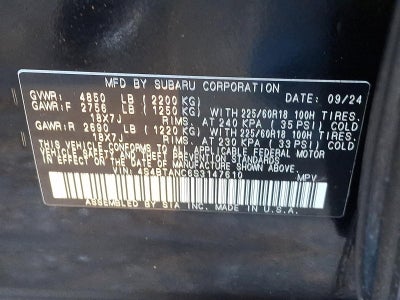 MFD BY SUBARU CORPORATION DATE: 09/24
GVWR: 4850 LB (2200 KG)
GAWR:F 2756 LB (1250 KG) WITH 225/60R18 100H TIRES.
18X7J RIMS. AT 240 KPA (35 PSI) COLD
GAWR:R 2690 LB (1220 KG) WITH 225/60R18 100H TIRES.
18X7J RIMS. AT 230 KPA (33 PSI) COLD
THIS VEHICLE CONFORMS TO ALL APPLICABLE FEDERAL MOTOR
VEHICLE SAFETY AND THEFT PREVENTION STANDARDS IN EFFECT
ON DATE OF MANUFACTURE SHOWN ABOVE.
VIN: 4S4BTANC6S3147610 MPV
ASSEMBLED BY SIA INC. MADE IN U.S.A.